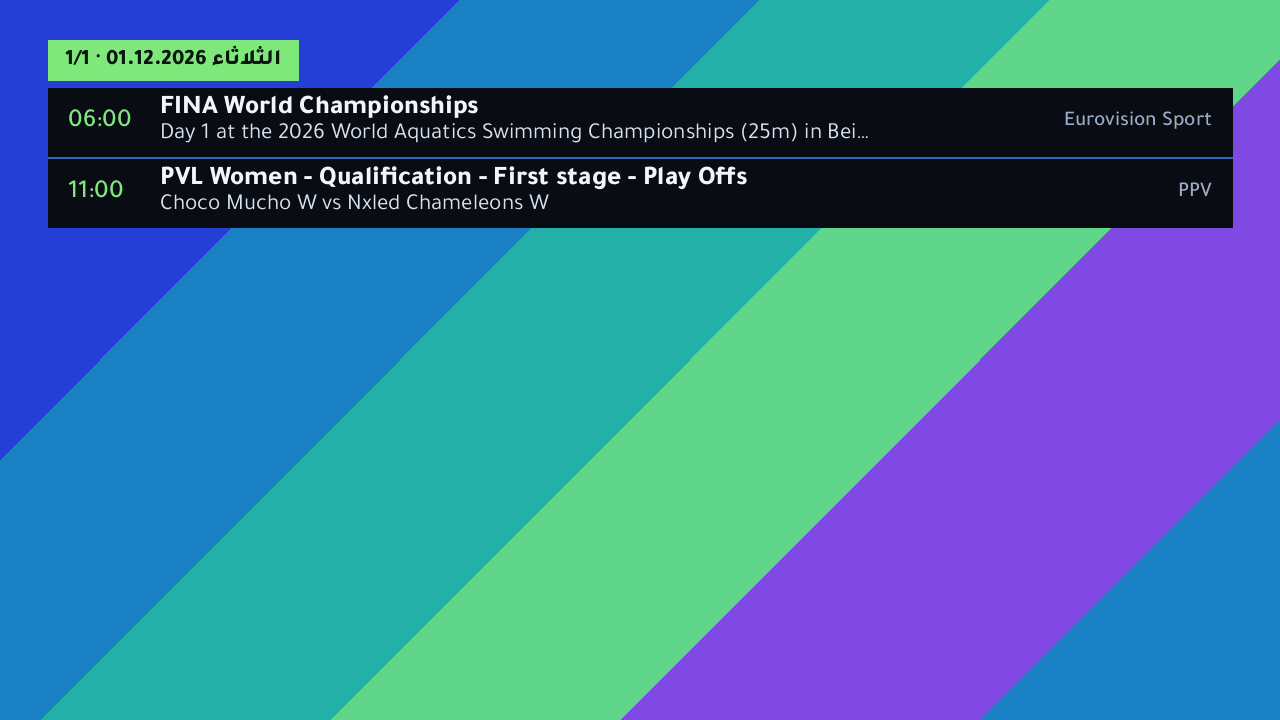 الثلاثاء 01.12.2026 · 1/1
06:00
FINA World Championships
Day 1 at the 2026 World Aquatics Swimming Championships (25m) in Bei…
Eurovision Sport
11:00
PVL Women - Qualification - First stage - Play Offs
Choco Mucho W vs Nxled Chameleons W
PPV